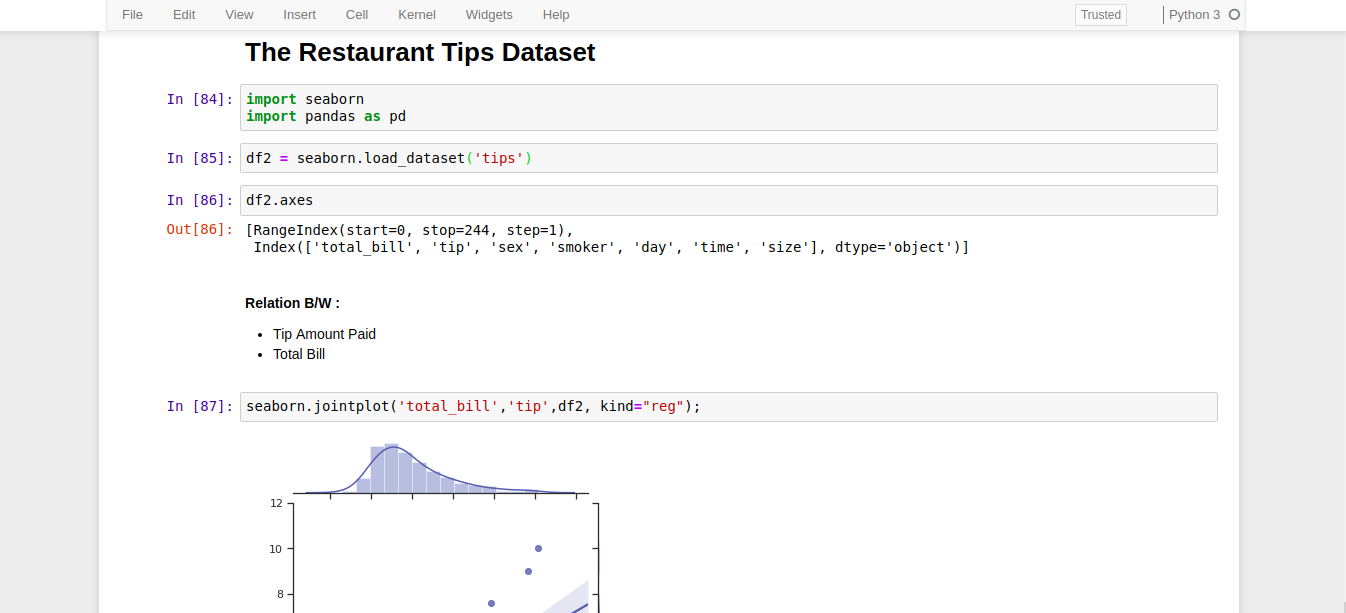 File Edit View Insert Cell Kernel Widgets Help Trusted Python 3
The Restaurant Tips Dataset
In [84]: import seaborn
import pandas as pd
In [85]: df2 = seaborn.load_dataset('tips')
In [86]: df2.axes
Out[86]: [RangeIndex(start=0, stop=244, step=1),
Index(['total_bill', 'tip', 'sex', 'smoker', 'day', 'time', 'size'], dtype='object')]
Relation B/W :
• Tip Amount Paid
• Total Bill
In [87]: seaborn.jointplot('total_bill','tip',df2, kind="reg");
12
10
8